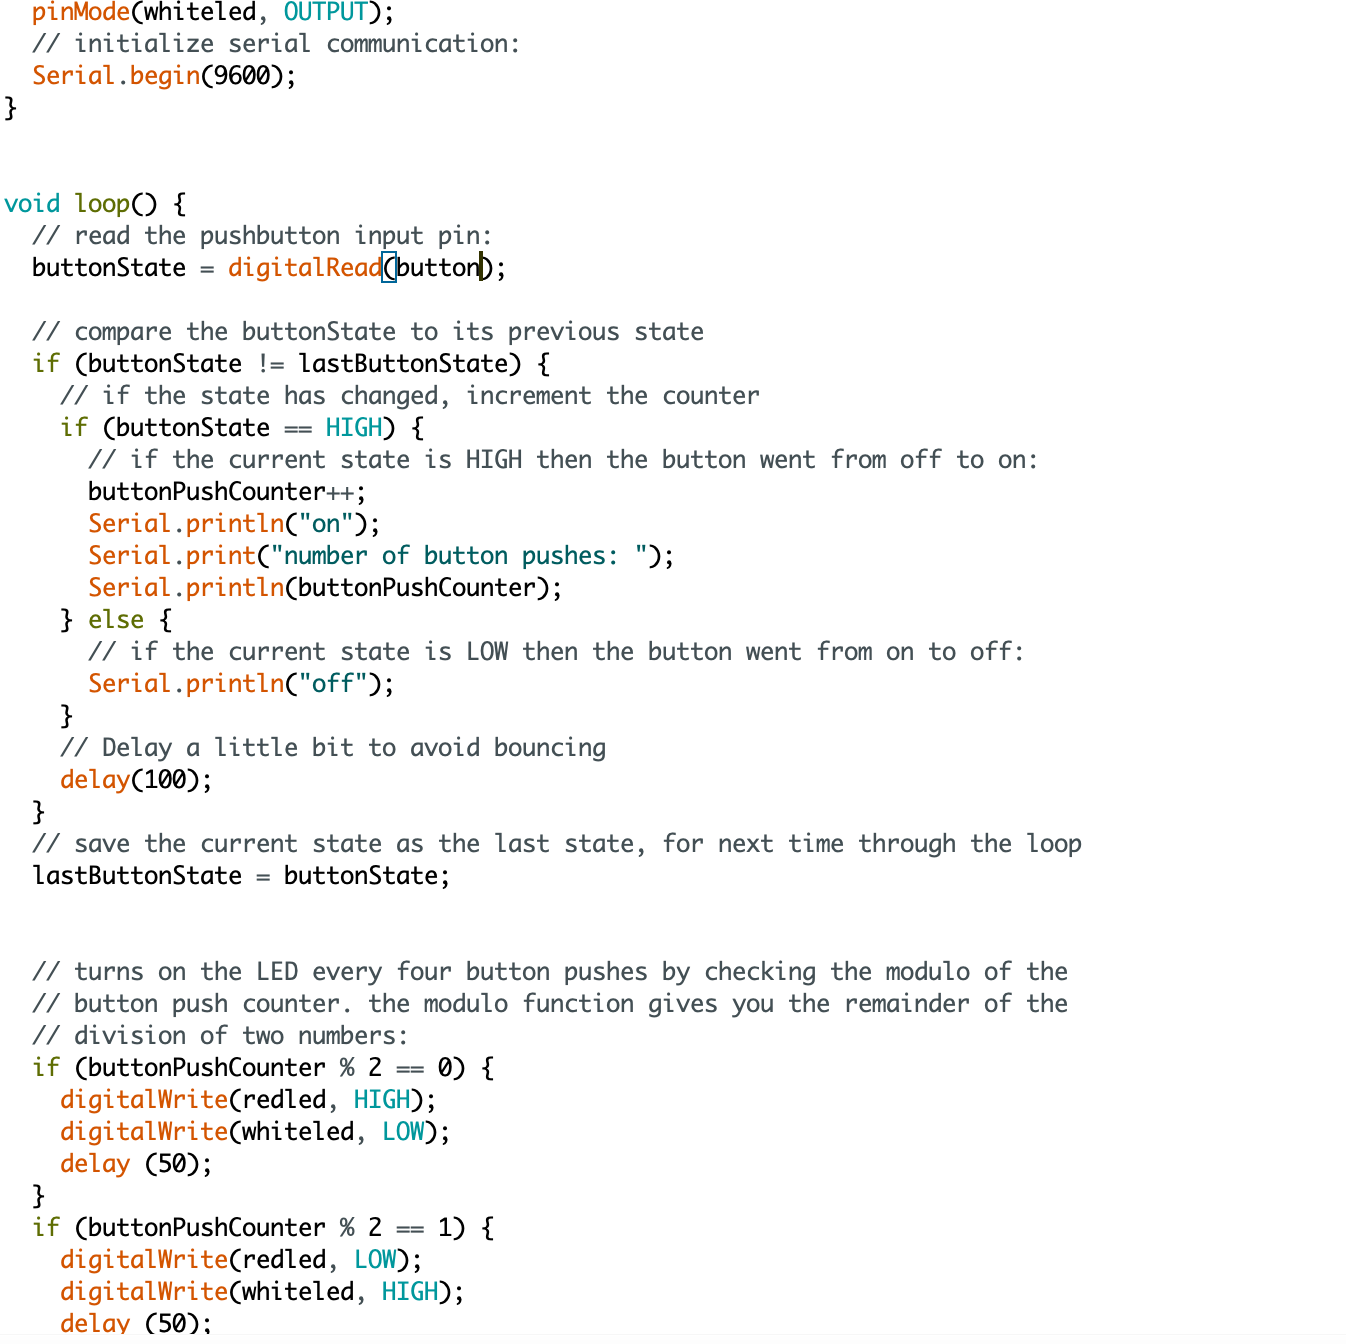 pinMode(whiteled, OUTPUT);
// initialize serial communication:
Serial.begin(9600);
}
void loop() {
// read the pushbutton input pin:
buttonState = digitalRead(button);
// compare the buttonState to its previous state
if (buttonState != lastButtonState) {
// if the state has changed, increment the counter
if (buttonState == HIGH) {
// if the current state is HIGH then the button went from off to on:
buttonPushCounter++;
Serial.println("on");
Serial.print("number of button pushes: ");
Serial.println(buttonPushCounter);
} else {
// if the current state is LOW then the button went from on to off:
Serial.println("off");
}
// Delay a little bit to avoid bouncing
delay(100);
}
// save the current state as the last state, for next time through the loop
lastButtonState = buttonState;
// turns on the LED every four button pushes by checking the modulo of the
// button push counter. the modulo function gives you the remainder of the
// division of two numbers:
if (buttonPushCounter % 2 == 0) {
digitalWrite(redled, HIGH);
digitalWrite(whiteled, LOW);
delay (50);
}
if (buttonPushCounter % 2 == 1) {
digitalWrite(redled, LOW);
digitalWrite(whiteled, HIGH);
delay (50);